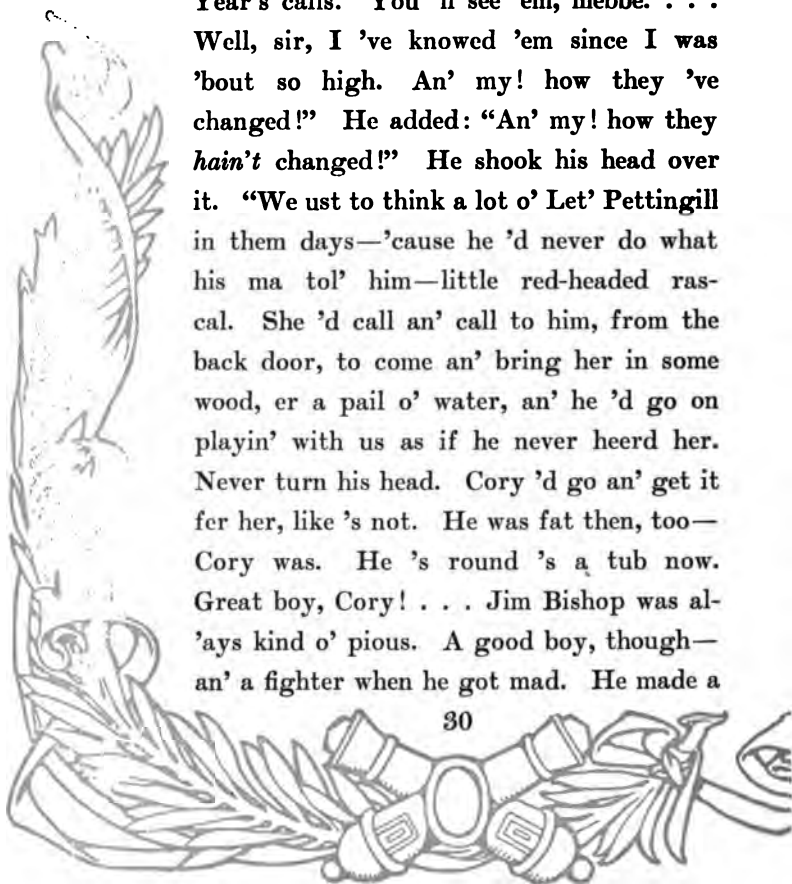 Year's calls. You 'll see 'em, mebbe. . . .
Well, sir, I 've knowed 'em since I was
'bout so high. An' my! how they 've
changed!” He added: “An' my! how they
hain't changed!” He shook his head over
it. “We ust to think a lot o' Let' Pettingill
in them days—'cause he 'd never do what
his ma tol' him—little red-headed ras-
cal. She 'd call an' call to him, from the
back door, to come an' bring her in some
wood, er a pail o' water, an' he 'd go on
playin' with us as if he never heerd her.
Never turn his head. Cory 'd go an' get it
fer her, like 's not. He was fat then, too—
Cory was. He 's round 's a tub now.
Great boy, Cory! . . . Jim Bishop was al-
'ays kind o' pious. A good boy, though—
an' a fighter when he got mad. He made a
30